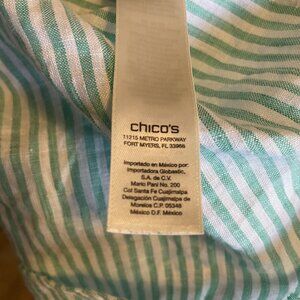 chico's
11215 METRO PARKWAY
FORT MYERS, FL 33966
Importado en México por:
Importadora Globastic,
S.A. de C.V.
Mario Pani No. 200
Col Santa Fe Cuajimalpa
Delegación Cuajimalpa de
Morelos C.P. 05348
México D.F. México